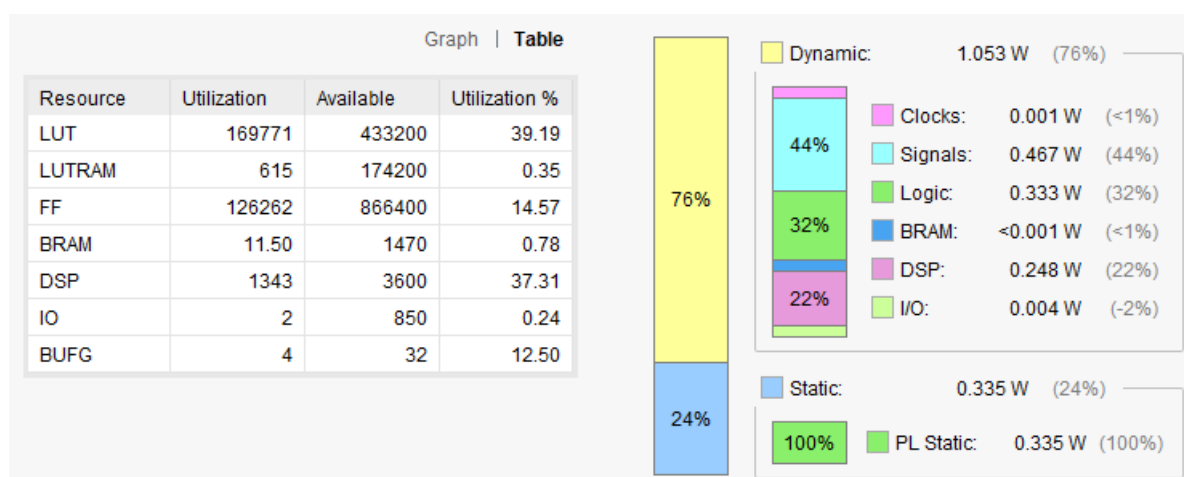 Graph | Table
Resource Utilization Available Utilization %
LUT 169771 433200 39.19
LUTRAM 615 174200 0.35
FF 126262 866400 14.57
BRAM 11.50 1470 0.78
DSP 1343 3600 37.31
IO 2 850 0.24
BUFG 4 32 12.50
76%
24%
Dynamic: 1.053 W (76%)
44%
32%
22%
Clocks: 0.001 W (<1%)
Signals: 0.467 W (44%)
Logic: 0.333 W (32%)
BRAM: <0.001 W (<1%)
DSP: 0.248 W (22%)
I/O: 0.004 W (-2%)
Static: 0.335 W (24%)
100%
PL Static: 0.335 W (100%)